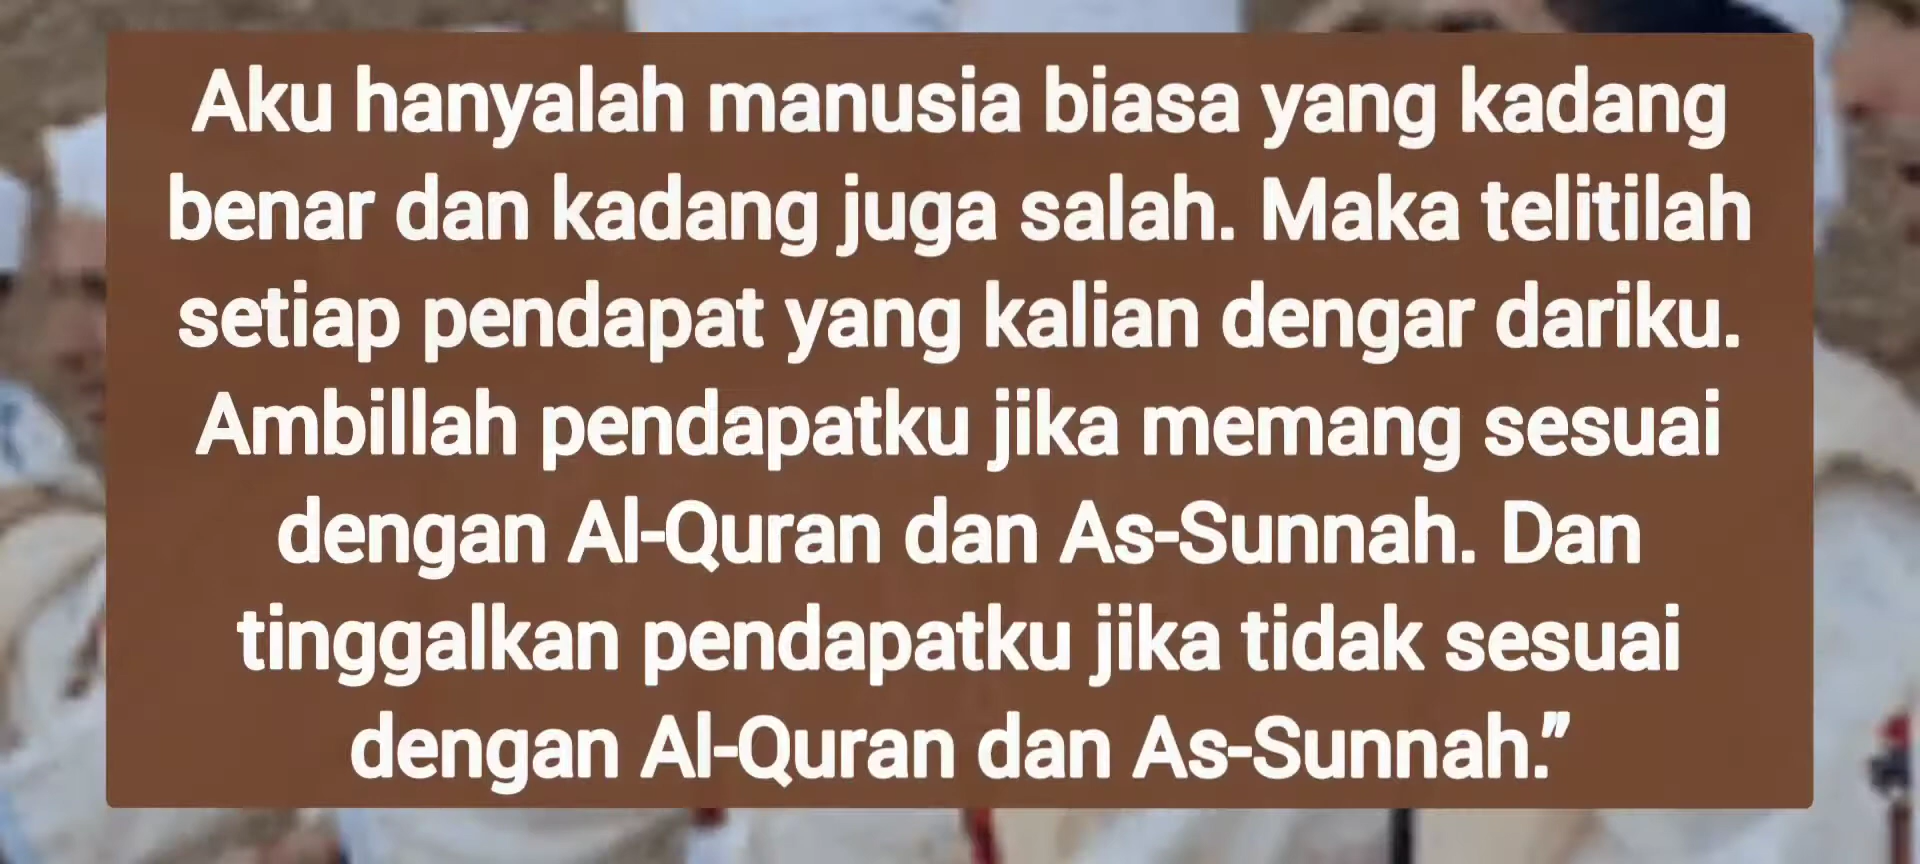 Aku hanyalah manusia biasa yang kadang
benar dan kadang juga salah. Maka telitilah
setiap pendapat yang kalian dengar dariku.
Ambillah pendapatku jika memang sesuai
dengan Al-Quran dan As-Sunnah. Dan
tinggalkan pendapatku jika tidak sesuai
dengan Al-Quran dan As-Sunnah.”